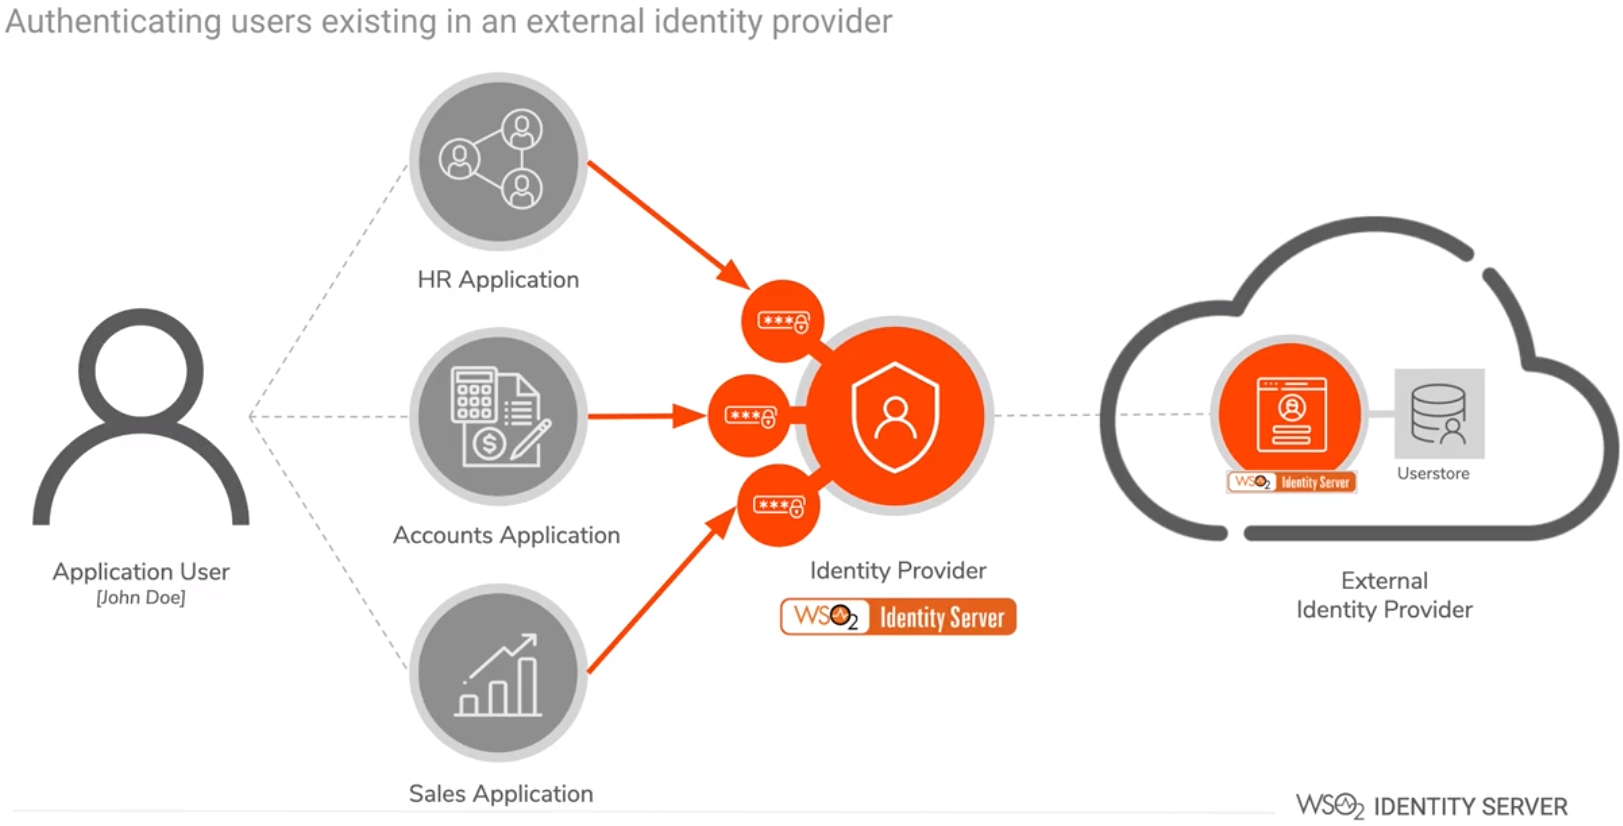 Authenticating users existing in an external identity provider
HR Application
Accounts Application
Sales Application
Application User
[John Doe]
***
***
***
$
Identity Provider
WSO2 Identity Server
WSO2 Identity Server
Userstore
External
Identity Provider
WSO2 IDENTITY SERVER